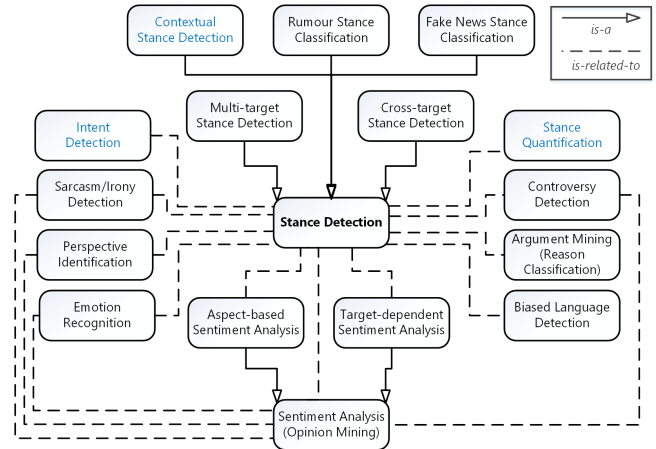 Contextual
Stance Detection
Rumour Stance
Classification
Fake News Stance
Classification
is-a
is-related-to
Multi-target
Stance Detection
Cross-target
Stance Detection
Intent
Detection
Stance
Quantification
Sarcasm/Irony
Detection
Controversy
Detection
Stance Detection
Perspective
Identification
Argument Mining
(Reason
Classification)
Emotion
Recognition
Aspect-based
Sentiment Analysis
Target-dependent
Sentiment Analysis
Biased Language
Detection
Sentiment Analysis
(Opinion Mining)